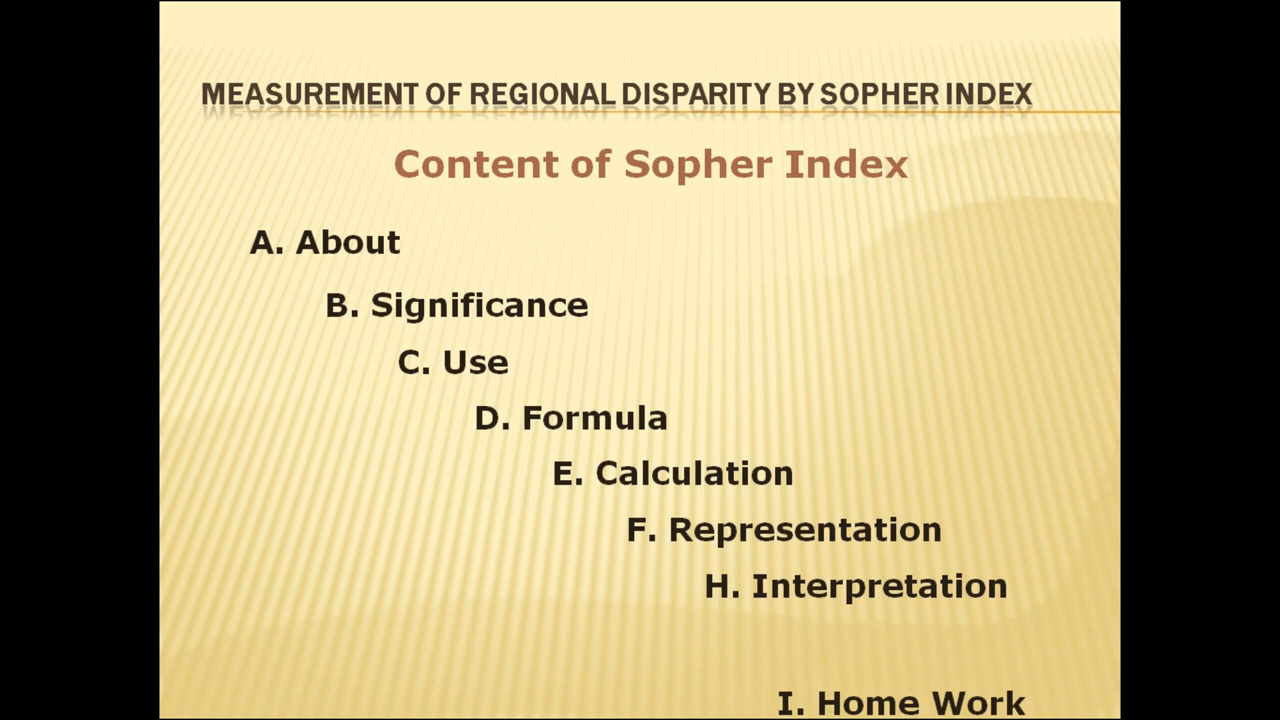 MEASUREMENT OF REGIONAL DISPARITY BY SOPHER INDEX
Content of Sopher Index
A. About
B. Significance
C. Use
D. Formula
E. Calculation
F. Representation
H. Interpretation
I. Home Work